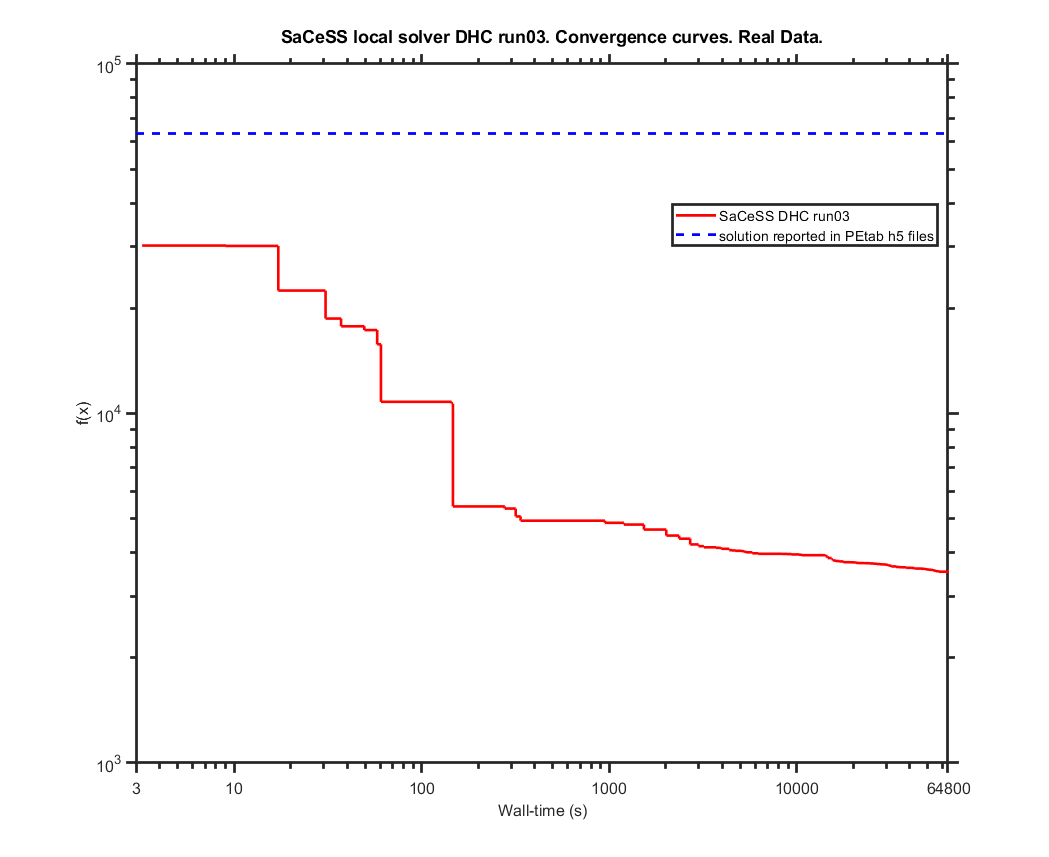 SaCeSS local solver DHC run03. Convergence curves. Real Data.
10^5
SaCeSS DHC run03
solution reported in PEtab h5 files
f(x)
10^4
10^3
3 10 100 1000 10000 64800
Wall-time (s)